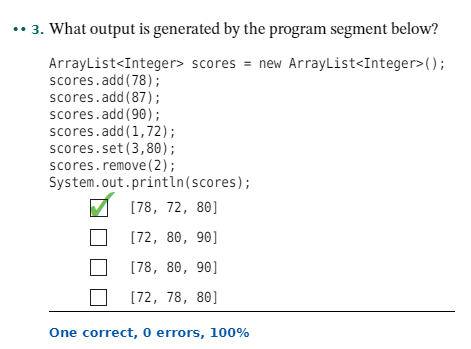 •• 3. What output is generated by the program segment below?
ArrayList<Integer> scores = new ArrayList<Integer>();
scores.add(78);
scores.add(87);
scores.add(90);
scores.add(1,72);
scores.set(3,80);
scores.remove(2);
System.out.println(scores);
[78, 72, 80]
[72, 80, 90]
[78, 80, 90]
[72, 78, 80]
One correct, 0 errors, 100%